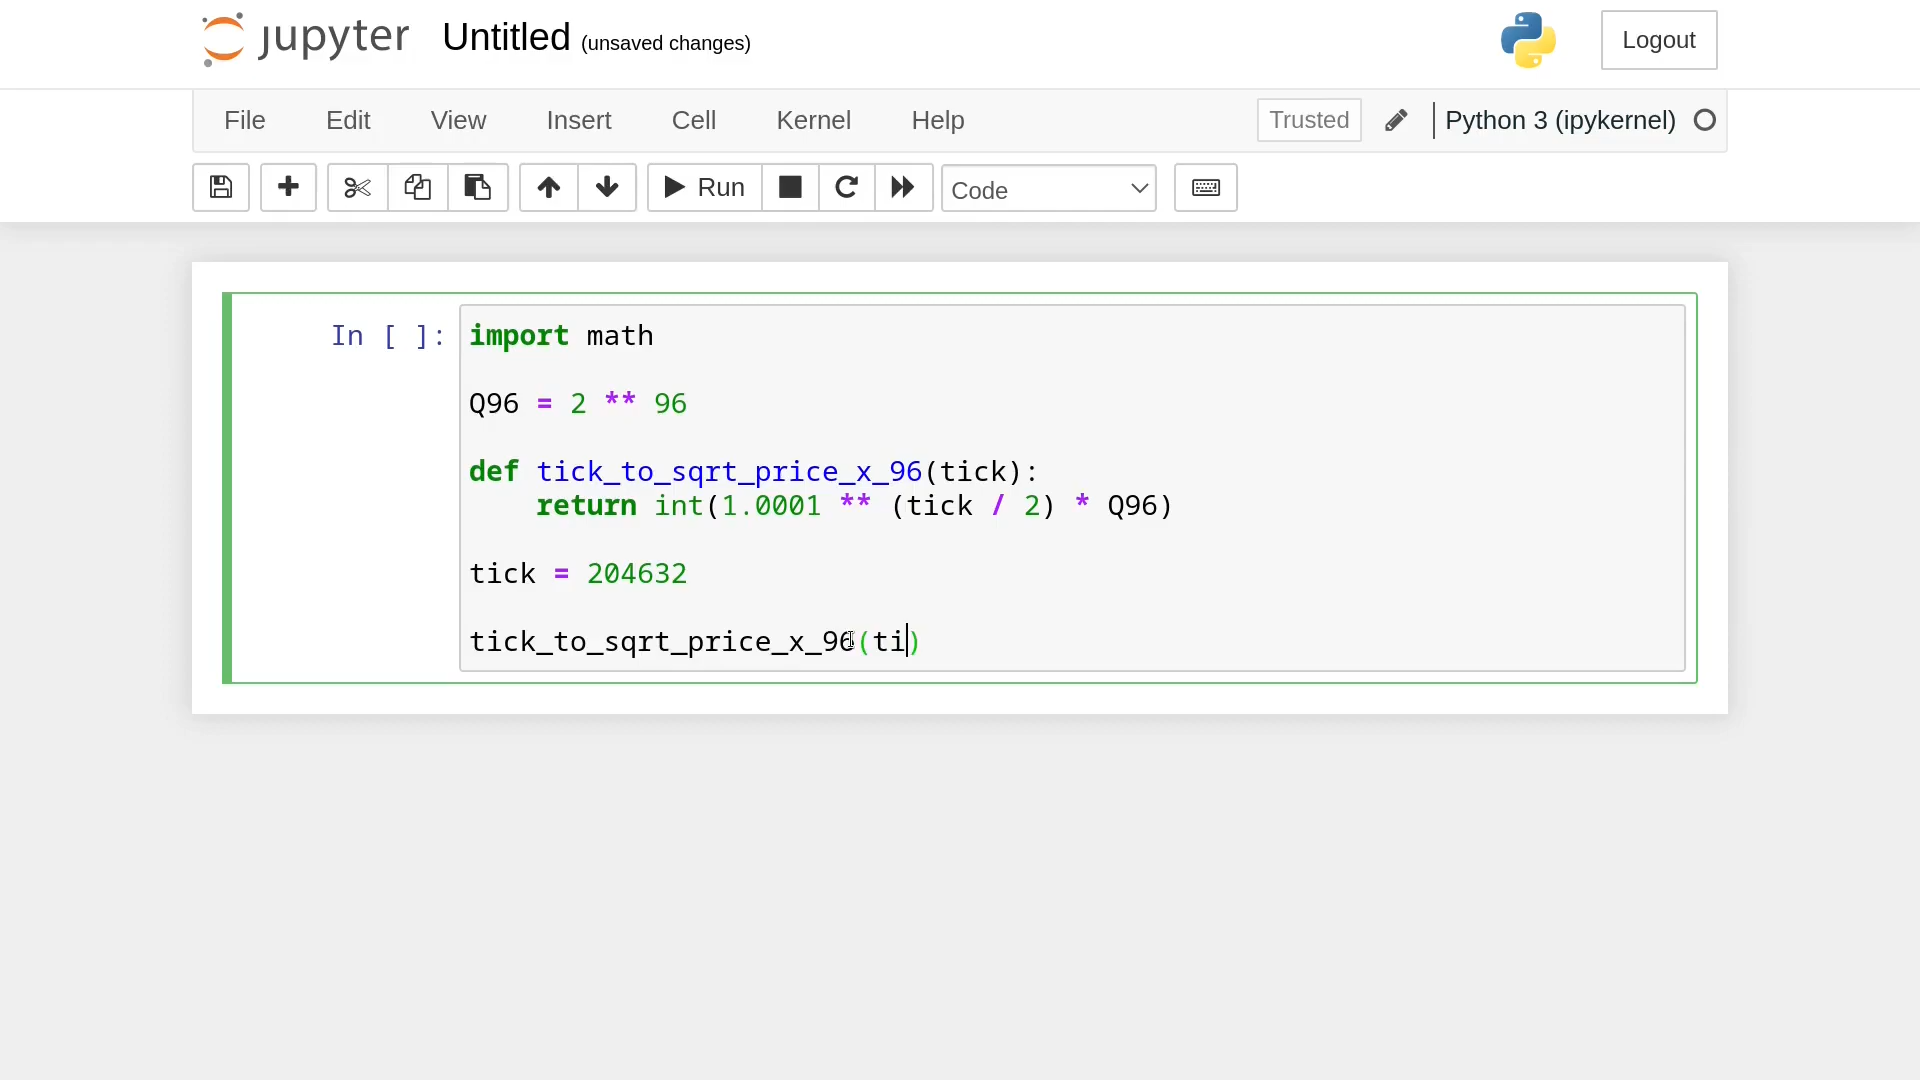 jupyter Untitled (unsaved changes) Logout
File Edit View Insert Cell Kernel Help Trusted Python 3 (ipykernel)
Run Code
In [ ]: import math
Q96 = 2 ** 96
def tick_to_sqrt_price_x_96(tick):
    return int(1.0001 ** (tick / 2) * Q96)
tick = 204632
tick_to_sqrt_price_x_96(ti)